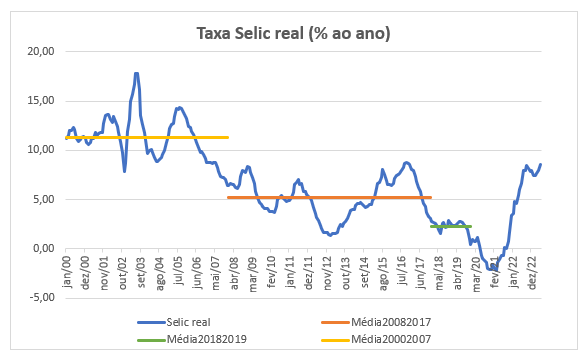 Taxa Selic real (% ao ano)
20,00
15,00
10,00
5,00
0,00
-5,00
jan/00
dez/00
nov/01
out/02
set/03
ago/04
jul/05
jun/06
mai/07
abr/08
mar/09
fev/10
jan/11
dez/11
nov/12
out/13
set/14
ago/15
jul/16
jun/17
mai/18
abr/19
mar/20
fev/21
jan/22
dez/22
Selic real
Média20082017
Média20182019
Média20002007